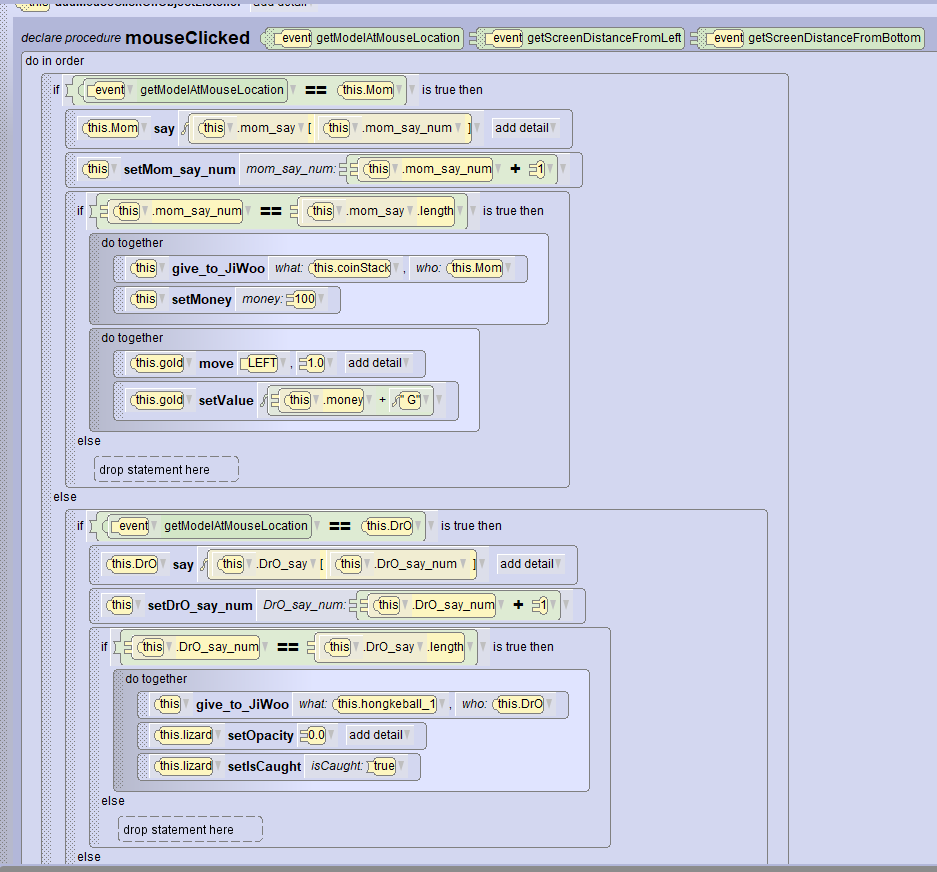 addMouseClickOnObjectListener add detail
declare procedure mouseClicked event getModelAtMouseLocation event getScreenDistanceFromLeft event getScreenDistanceFromBottom
do in order
if event getModelAtMouseLocation == this.Mom is true then
this.Mom say this .mom_say [ this .mom_say_num ] add detail
this setMom_say_num mom_say_num: this .mom_say_num + 1
if this .mom_say_num == this .mom_say .length is true then
do together
this give_to_JiWoo what: this.coinStack , who: this.Mom
this setMoney money: 100
do together
this.gold move LEFT , 1.0 add detail
this.gold setValue this .money + " G"
else
drop statement here
else
if event getModelAtMouseLocation == this.DrO is true then
this.DrO say this .DrO_say [ this .DrO_say_num ] add detail
this setDrO_say_num DrO_say_num: this .DrO_say_num + 1
if this .DrO_say_num == this .DrO_say .length is true then
do together
this give_to_JiWoo what: this.hongkeball_1 , who: this.DrO
this.lizard setOpacity 0.0 add detail
this.lizard setIsCaught isCaught: true
else
drop statement here
else